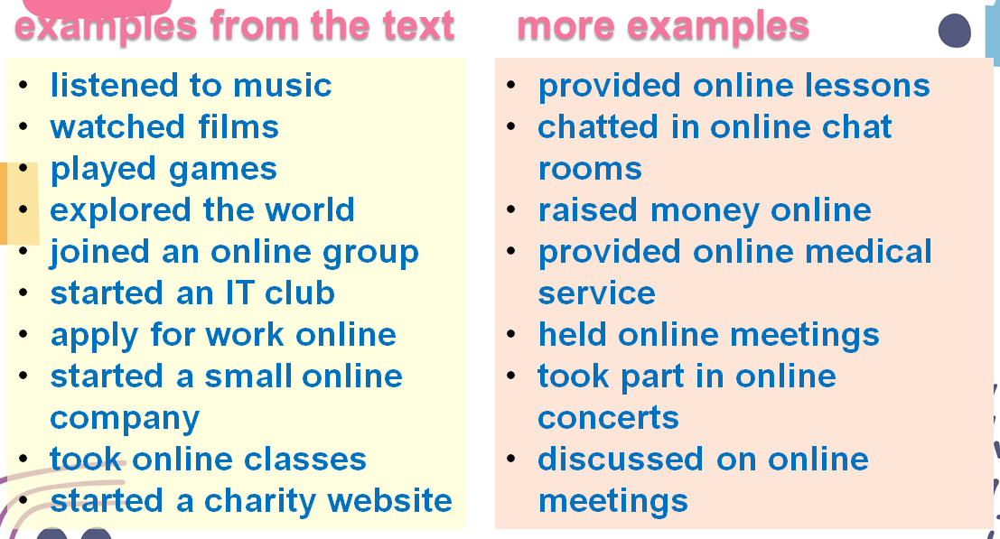 examples from the text
• listened to music
• watched films
• played games
• explored the world
• joined an online group
• started an IT club
• apply for work online
• started a small online
company
• took online classes
• started a charity website
more examples
• provided online lessons
• chatted in online chat
rooms
• raised money online
• provided online medical
service
• held online meetings
• took part in online
concerts
• discussed on online
meetings